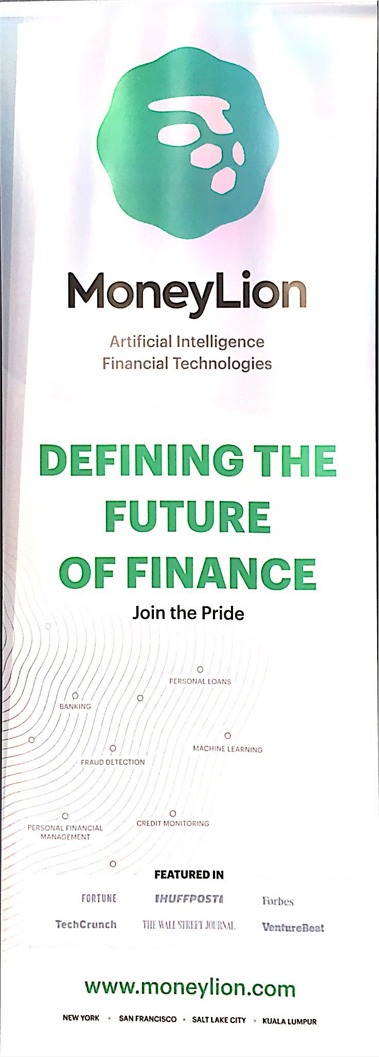 MoneyLion
Artificial Intelligence
Financial Technologies
DEFINING THE
FUTURE
OF FINANCE
Join the Pride
PERSONAL LOANS
BANKING
MACHINE LEARNING
FRAUD DETECTION
PERSONAL FINANCIAL
MANAGEMENT
CREDIT MONITORING
FEATURED IN
FORTUNE IHUFFPOSTI Forbes
TechCrunch THE WALL STREET JOURNAL VentureBeat
www.moneylion.com
NEW YORK • SAN FRANCISCO • SALT LAKE CITY • KUALA LUMPUR